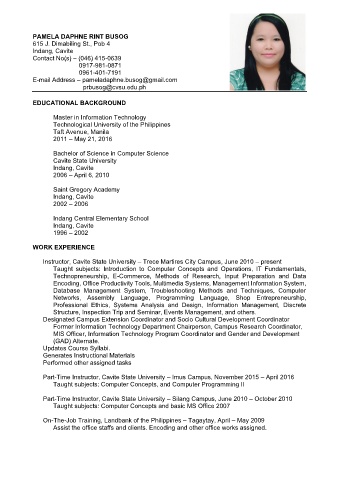 PAMELA DAPHNE RINT BUSOG
615 J. Dimabiling St., Pob 4
Indang, Cavite
Contact No(s) – (046) 415-0639
0917-981-0871
0961-401-7191
E-mail Address – pameladaphne.busog@gmail.com
prbusog@cvsu.edu.ph
EDUCATIONAL BACKGROUND
Master in Information Technology
Technological University of the Philippines
Taft Avenue, Manila
2011 – May 21, 2016
Bachelor of Science in Computer Science
Cavite State University
Indang, Cavite
2006 – April 6, 2010
Saint Gregory Academy
Indang, Cavite
2002 – 2006
Indang Central Elementary School
Indang, Cavite
1996 – 2002
WORK EXPERIENCE
Instructor, Cavite State University – Trece Martires City Campus, June 2010 – present
Taught subjects: Introduction to Computer Concepts and Operations, IT Fundamentals,
Technopreneurship, E-Commerce, Methods of Research, Input Preparation and Data
Encoding, Office Productivity Tools, Multimedia Systems, Management Information System,
Database Management System, Troubleshooting Methods and Techniques, Computer
Networks, Assembly Language, Programming Language, Shop Entrepreneurship,
Professional Ethics, Systems Analysis and Design, Information Management, Discrete
Structure, Inspection Trip and Seminar, Events Management, and others.
Designated Campus Extension Coordinator and Socio Cultural Development Coordinator
Former Information Technology Department Chairperson, Campus Research Coordinator.
MIS Officer, Information Technology Program Coordinator and Gender and Development
(GAD) Alternate.
Updates Course Syllabi.
Generates Instructional Materials
Performed other assigned tasks
Part-Time Instructor, Cavite State University – Imus Campus, November 2015 – April 2016
Taught subjects: Computer Concepts, and Computer Programming II
Part-Time Instructor, Cavite State University – Silang Campus, June 2010 – October 2010
Taught subjects: Computer Concepts and basic MS Office 2007
On-The-Job Training, Landbank of the Philippines – Tagaytay, April – May 2009
Assist the office staffs and clients. Encoding and other office works assigned.